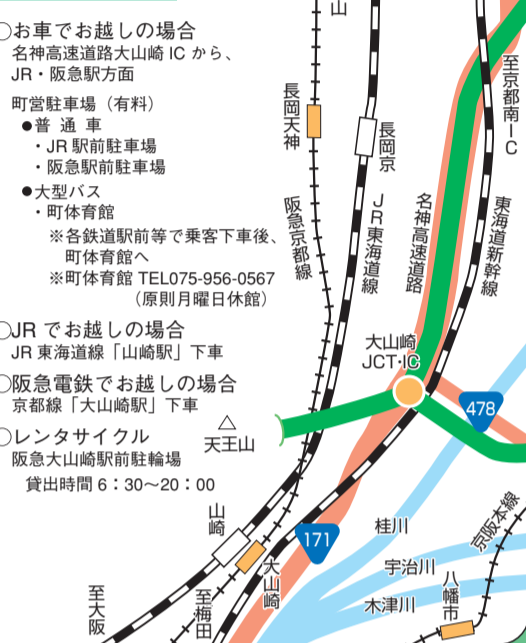 ○お車でお越しの場合
名神高速道路大山崎 IC から、
JR・阪急駅方面
町営駐車場（有料）
●普 通 車
・JR 駅前駐車場
・阪急駅前駐車場
●大型バス
・町体育館
※各鉄道駅前等で乗客下車後、
町体育館へ
※町体育館 TEL075-956-0567
（原則月曜日休館）
○JR でお越しの場合
JR 東海道線「山崎駅」下車
○阪急電鉄でお越しの場合
京都線「大山崎駅」下車
○レンタサイクル
阪急大山崎駅前駐輪場
貸出時間 6：30〜20：00
山
長岡天神
長岡京
至京都南IC
阪急京都線
JR東海道線
名神高速道路
東海道新幹線
大山崎
JCT・IC
478
△
天王山
山崎
大山崎
171
桂川
宇治川
木津川
京阪本線
八幡市
至大阪
至梅田